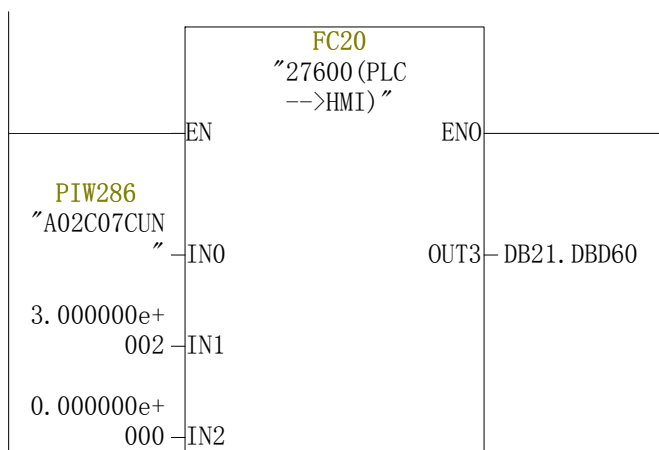 FC20
"27600(PLC
-->HMI)"
EN ENO
PIW286
"A02C07CUN
" IN0 OUT3 DB21.DBD60
3.000000e+
002 IN1
0.000000e+
000 IN2